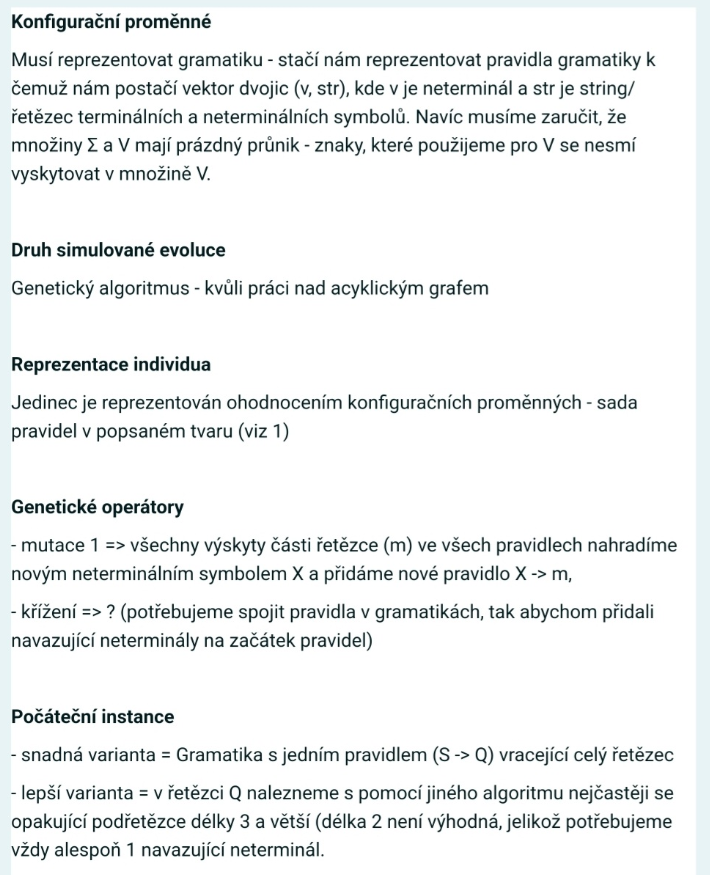 Konfigurační proměnné
Musí reprezentovat gramatiku - stačí nám reprezentovat pravidla gramatiky k
čemuž nám postačí vektor dvojic (v, str), kde v je neterminál a str je string/
řetězec terminálních a neterminálních symbolů. Navíc musíme zaručit, že
množiny Σ a V mají prázdný průnik - znaky, které použijeme pro V se nesmí
vyskytovat v množině V.
Druh simulované evoluce
Genetický algoritmus - kvůli práci nad acyklickým grafem
Reprezentace individua
Jedinec je reprezentován ohodnocením konfiguračních proměnných - sada
pravidel v popsaném tvaru (viz 1)
Genetické operátory
- mutace 1 => všechny výskyty části řetězce (m) ve všech pravidlech nahradíme
novým neterminálním symbolem X a přidáme nové pravidlo X -> m,
- křížení => ? (potřebujeme spojit pravidla v gramatikách, tak abychom přidali
navazující neterminály na začátek pravidel)
Počáteční instance
- snadná varianta = Gramatika s jedním pravidlem (S -> Q) vracející celý řetězec
- lepší varianta = v řetězci Q nalezneme s pomocí jiného algoritmu nejčastěji se
opakující podřetězce délky 3 a větší (délka 2 není výhodná, jelikož potřebujeme
vždy alespoň 1 navazující neterminál.